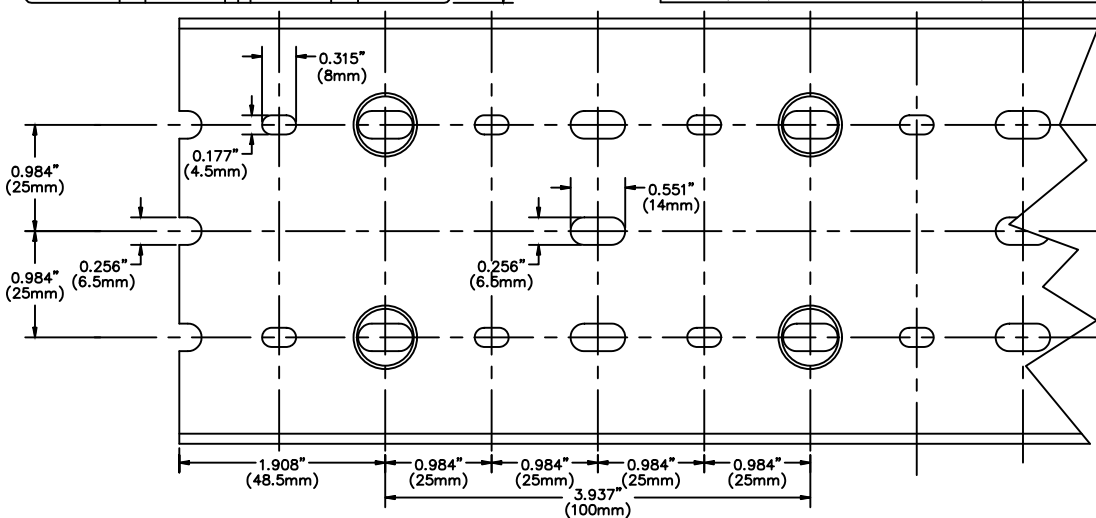 0.315"
(8mm)
0.177"
(4.5mm)
0.984"
(25mm)
0.551"
(14mm)
0.256"
(6.5mm)
0.256"
(6.5mm)
0.984"
(25mm)
1.908"
(48.5mm)
0.984"
(25mm)
0.984"
(25mm)
0.984"
(25mm)
0.984"
(25mm)
3.937"
(100mm)